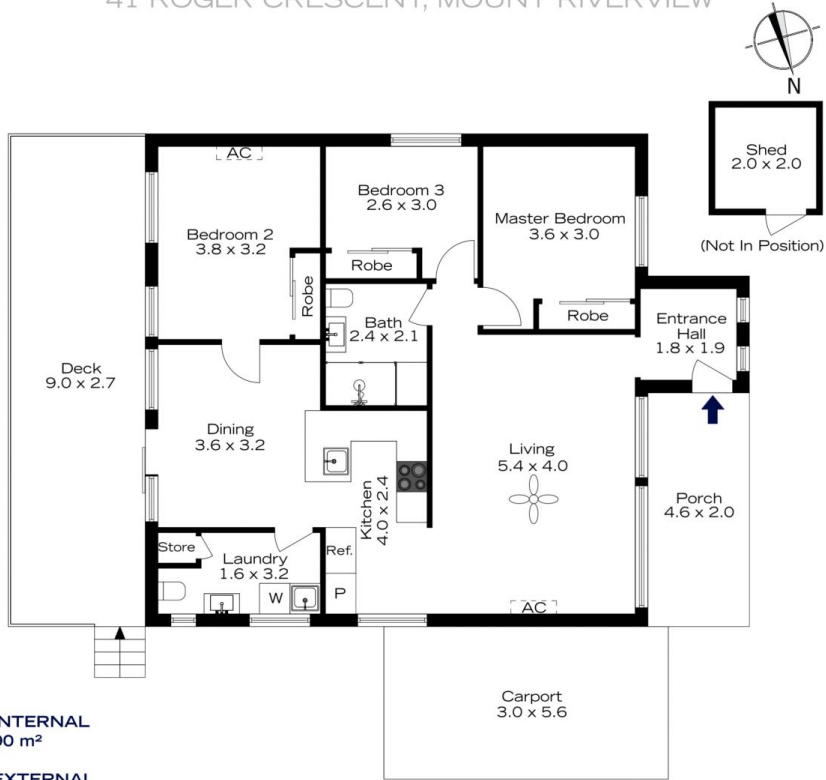 41 ROGER CRESCENT, MOUNT RIVERVIEW
N
Shed
2.0 x 2.0
(Not In Position)
AC
Bedroom 2
3.8 x 3.2
Robe
Bedroom 3
2.6 x 3.0
Robe
Master Bedroom
3.6 x 3.0
Robe
Entrance
Hall
1.8 x 1.9
Bath
2.4 x 2.1
Deck
9.0 x 2.7
Dining
3.6 x 3.2
Kitchen
4.0 x 2.4
Living
5.4 x 4.0
Porch
4.6 x 2.0
Store
Laundry
1.6 x 3.2
W
Ref.
P
AC
Carport
3.0 x 5.6
INTERNAL
90 m²
EXTERNAL